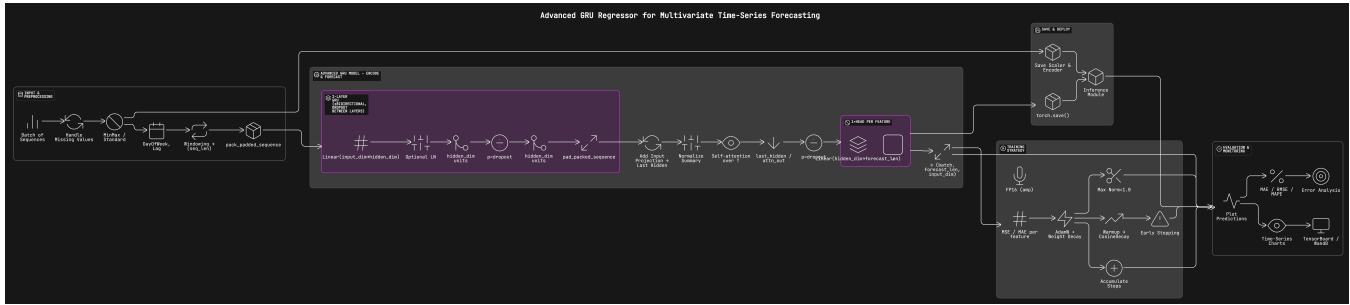 Advanced GRU Regressor for Multivariate Time-Series Forecasting
INPUT &
PREPROCESSING
Batch of
Sequences
Handle
Missing Values
MinMax /
Standard
DayOfWeek,
Lag
Windowing →
(seq_len)
pack_padded_sequence
ADVANCED GRU MODEL — ENCODE
& FORECAST
2-LAYER
GRU
(BIDIRECTIONAL,
DROPOUT
BETWEEN LAYERS)
Linear(input_dim→hidden_dim)
Optional LN
hidden_dim
units
p-dropout
hidden_dim
units
pad_packed_sequence
Add Input
Projection +
Last Hidden
Normalize
Summary
Self-attention
over T
last_hidden /
attn_out
p-dropout
1×HEAD PER FEATURE
Linear(hidden_dim→forecast_len)
→ (batch,
forecast_len,
input_dim)
SAVE & DEPLOY
Save Scaler &
Encoder
torch.save()
Inference
Module
TRAINING
STRATEGY
FP16 (amp)
Max Norm=1.0
MSE / MAE per
feature
AdamW +
Weight Decay
Warmup →
CosineDecay
Early Stopping
Accumulate
Steps
EVALUATION &
MONITORING
Plot
Predictions
MAE / RMSE /
MAPE
Error Analysis
Time-Series
Charts
TensorBoard /
WandB